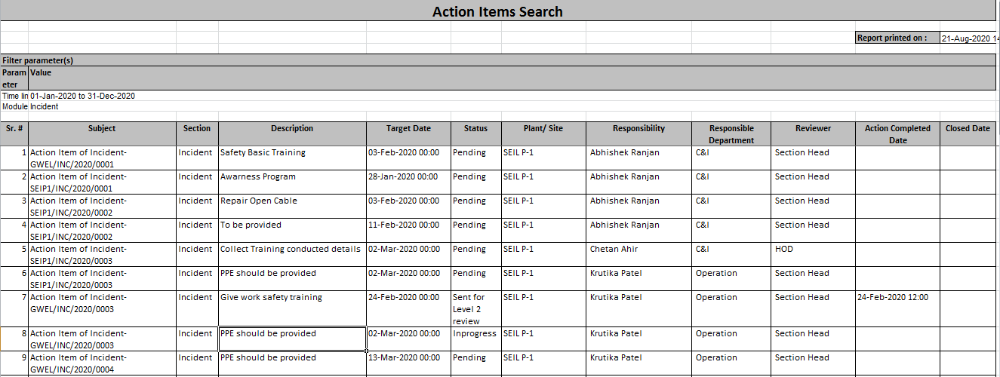 Action Items Search
Report printed on : 21-Aug-2020 14
Filter parameter(s)
Param Value
eter
Time lin 01-Jan-2020 to 31-Dec-2020
Module Incident
Sr. # Subject Section Description Target Date Status Plant/ Site Responsibility Responsible Reviewer Action Completed Closed Date
Department Date
1 Action Item of Incident- Incident Safety Basic Training 03-Feb-2020 00:00 Pending SEIL P-1 Abhishek Ranjan C&I Section Head
GWEL/INC/2020/0001
2 Action Item of Incident- Incident Awarness Program 28-Jan-2020 00:00 Pending SEIL P-1 Abhishek Ranjan C&I Section Head
SEIP1/INC/2020/0001
3 Action Item of Incident- Incident Repair Open Cable 03-Feb-2020 00:00 Pending SEIL P-1 Abhishek Ranjan C&I Section Head
SEIP1/INC/2020/0002
4 Action Item of Incident- Incident To be provided 11-Feb-2020 00:00 Pending SEIL P-1 Abhishek Ranjan C&I Section Head
SEIP1/INC/2020/0002
5 Action Item of Incident- Incident Collect Training conducted details 02-Mar-2020 00:00 Pending SEIL P-1 Chetan Ahir C&I HOD
SEIP1/INC/2020/0003
6 Action Item of Incident- Incident PPE should be provided 02-Mar-2020 00:00 Pending SEIL P-1 Krutika Patel Operation Section Head
SEIP1/INC/2020/0003
7 Action Item of Incident- Incident Give work safety training 24-Feb-2020 00:00 Sent for SEIL P-1 Krutika Patel Operation Section Head 24-Feb-2020 12:00
GWEL/INC/2020/0003 Level 2
review
8 Action Item of Incident- Incident PPE should be provided 02-Mar-2020 00:00 Inprogress SEIL P-1 Krutika Patel Operation Section Head
GWEL/INC/2020/0003
9 Action Item of Incident- Incident PPE should be provided 13-Mar-2020 00:00 Pending SEIL P-1 Krutika Patel Operation Section Head
GWEL/INC/2020/0004